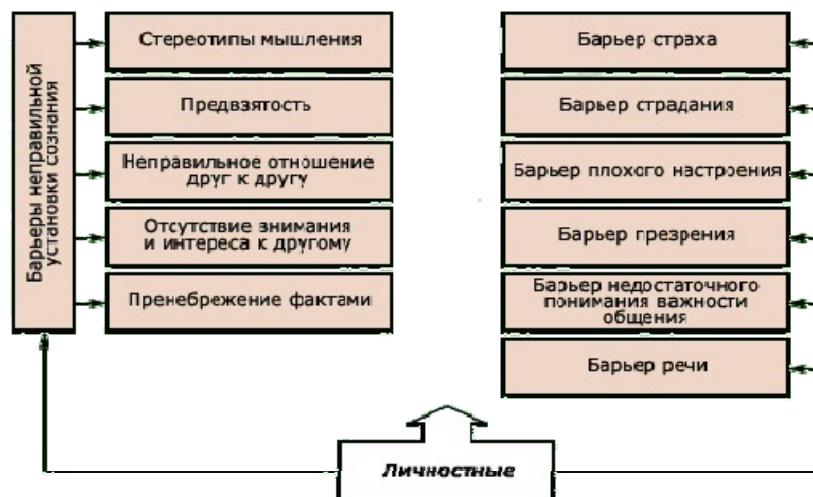 Барьеры неправильной
установки сознания
Стереотипы мышления
Предвзятость
Неправильное отношение
друг к другу
Отсутствие внимания
и интереса к другому
Пренебрежение фактами
Барьер страха
Барьер страдания
Барьер плохого настроения
Барьер презрения
Барьер недостаточного
понимания важности
общения
Барьер речи
Личностные